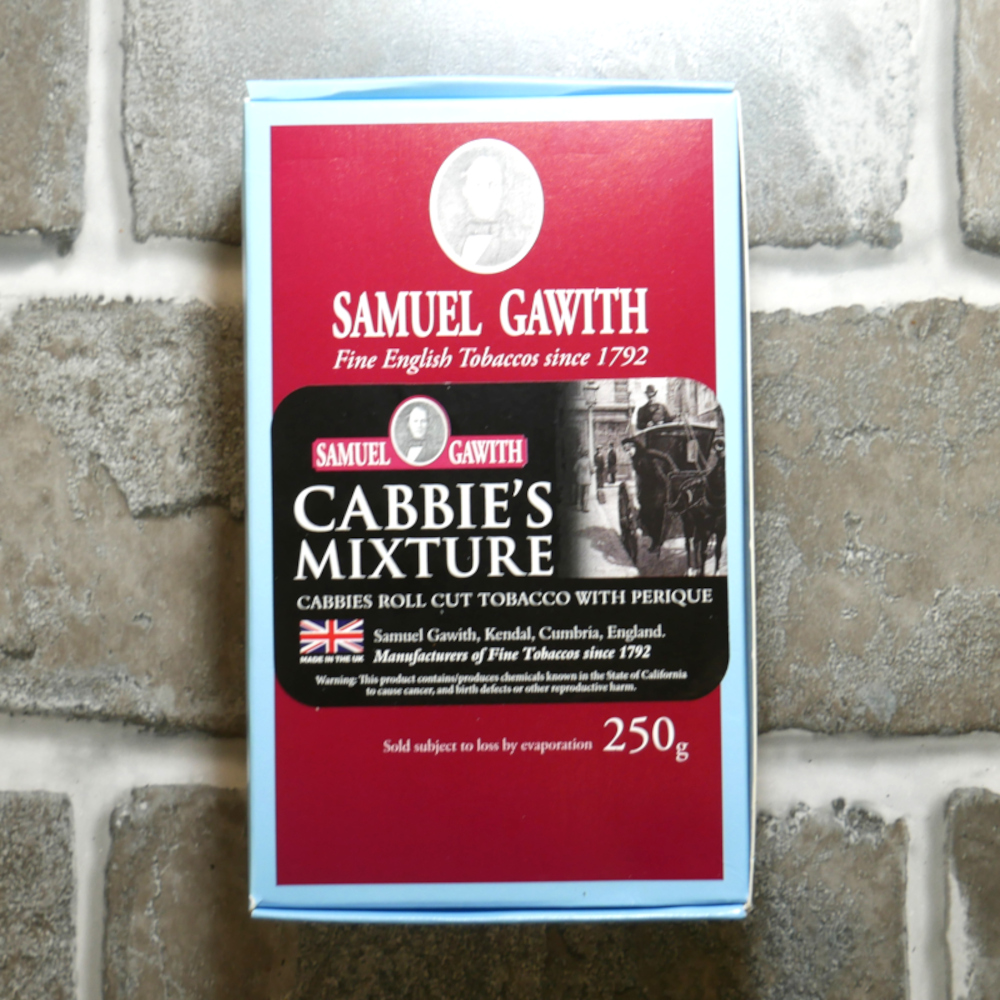 SAMUEL GAWITH
Fine English Tobaccos since 1792
SAMUEL GAWITH
CABBIE'S
MIXTURE
CABBIES ROLL CUT TOBACCO WITH PERIQUE
Samuel Gawith, Kendal, Cumbria, England.
MADE IN THE UK
Manufacturers of Fine Tobaccos since 1792
Warning: This product contains/produces chemicals known in the State of California
to cause cancer, and birth defects or other reproductive harm.
Sold subject to loss by evaporation 250g